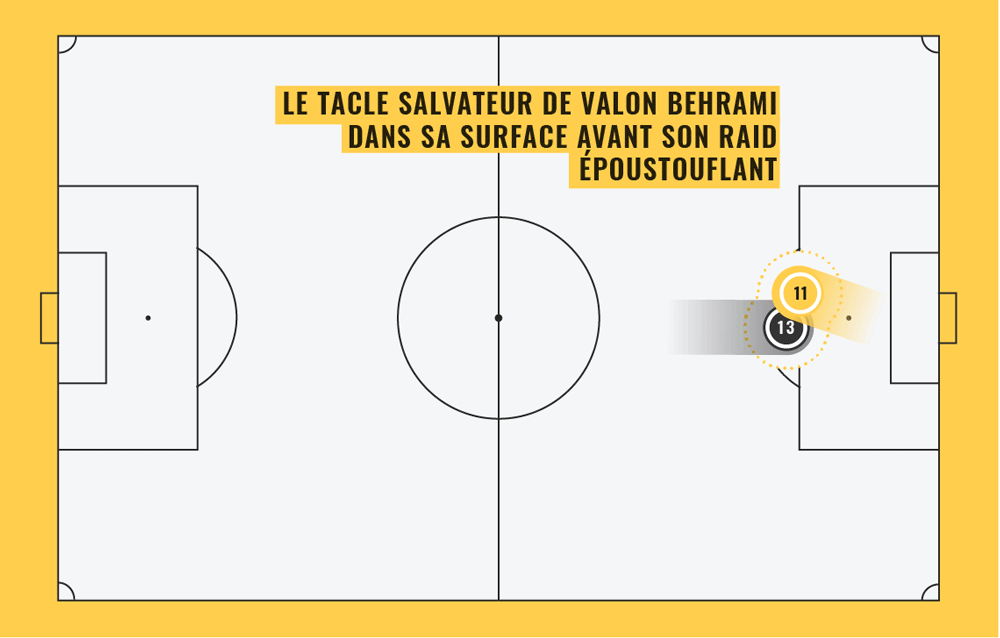 LE TACLE SALVATEUR DE VALON BEHRAMI
DANS SA SURFACE AVANT SON RAID
ÉPOUSTOUFLANT
11
13